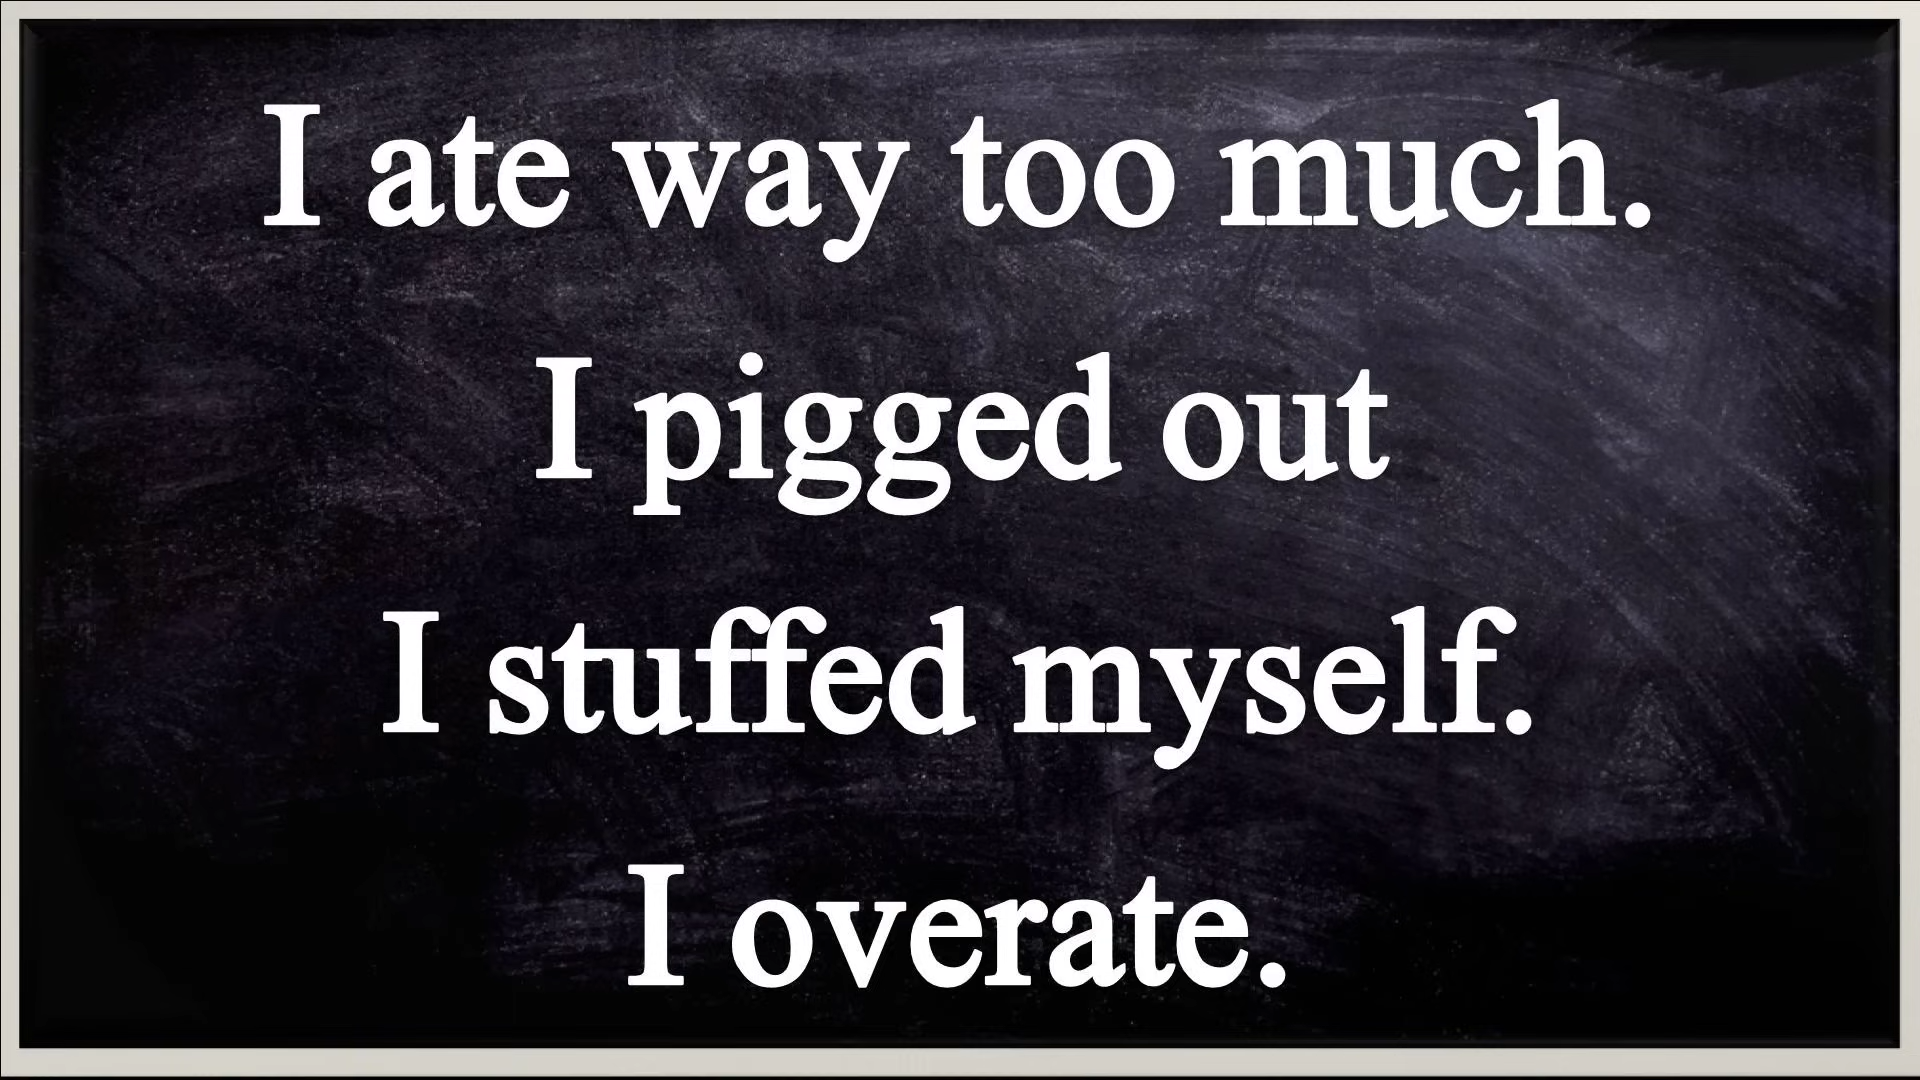 I ate way too much.
I pigged out
I stuffed myself.
I overate.